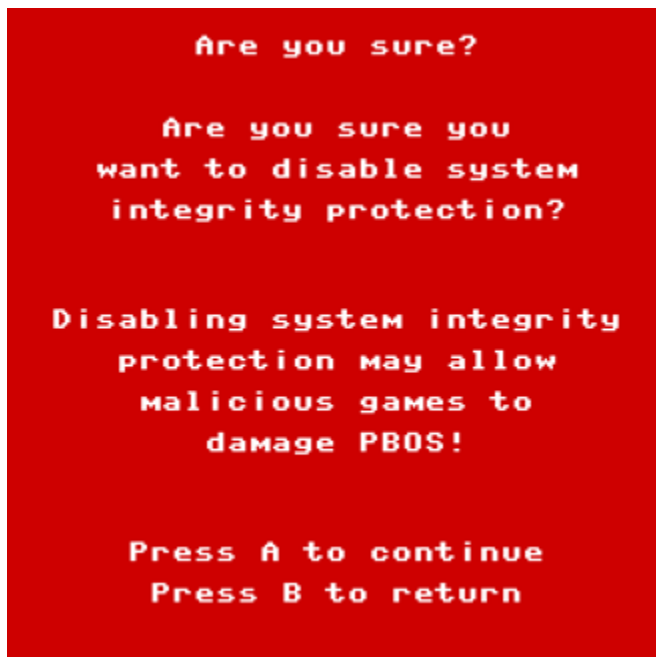 Are you sure?
Are you sure you
want to disable system
integrity protection?
Disabling system integrity
protection may allow
malicious games to
damage PBOS!
Press A to continue
Press B to return